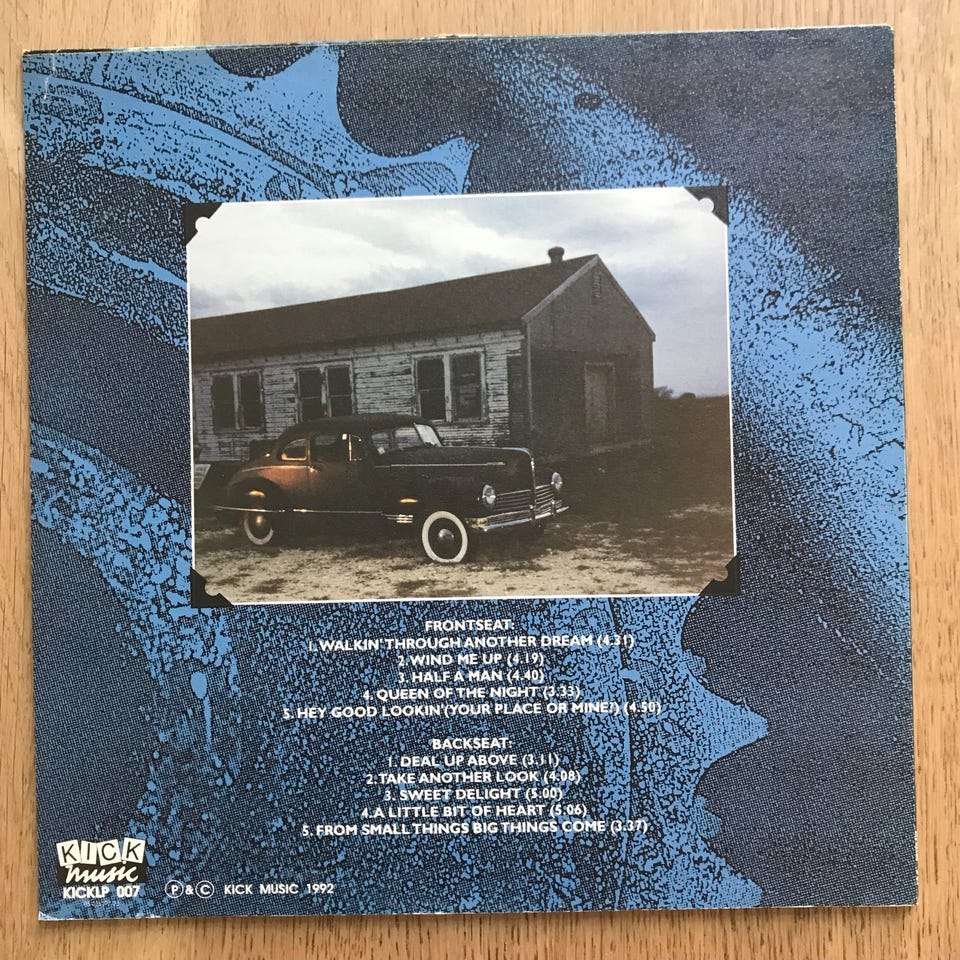 FRONTSEAT:
1. WALKIN' THROUGH ANOTHER DREAM (4.31)
2. WIND ME UP (4.19)
3. HALF A MAN (4.40)
4. QUEEN OF THE NIGHT (3.33)
5. HEY GOOD LOOKIN'(YOUR PLACE OR MINE?) (4.50)
BACKSEAT:
1. DEAL UP ABOVE (3.11)
2. TAKE ANOTHER LOOK (4.08)
3. SWEET DELIGHT (5.00)
4. A LITTLE BIT OF HEART (5.06)
5. FROM SMALL THINGS BIG THINGS COME (3.37)
KICK
music
KICKLP 007
Ⓟ & © KICK MUSIC 1992